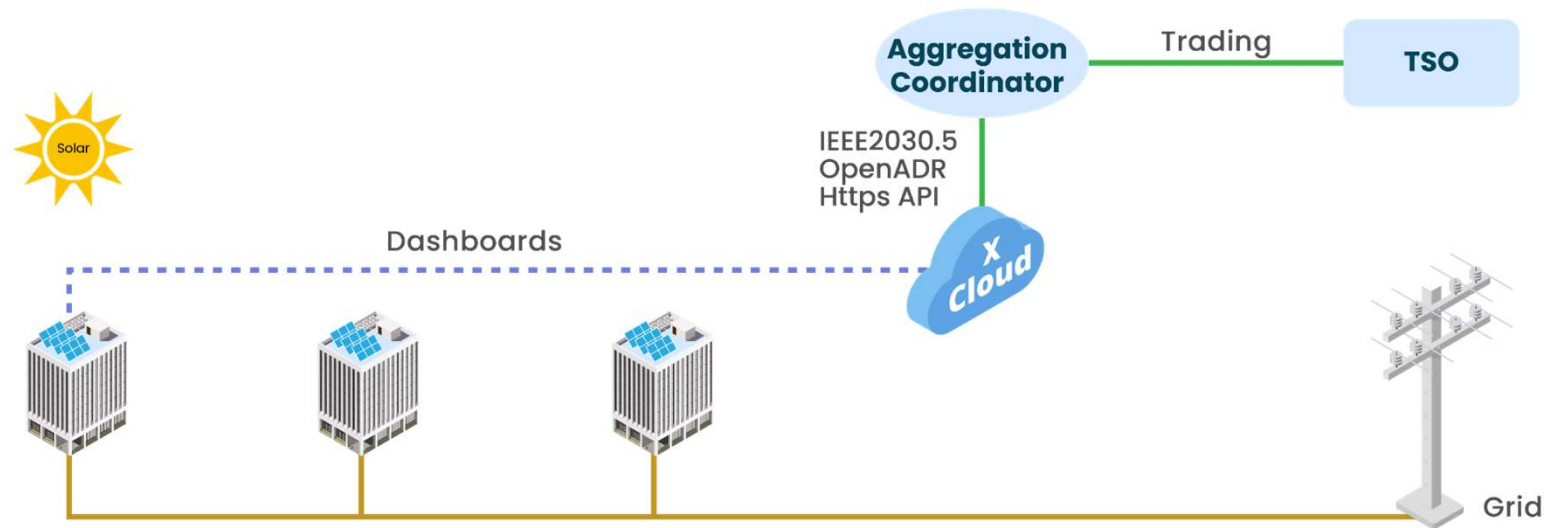 Aggregation
Coordinator
Trading
TSO
Solar
IEEE2030.5
OpenADR
Https API
Dashboards
X
Cloud
Grid